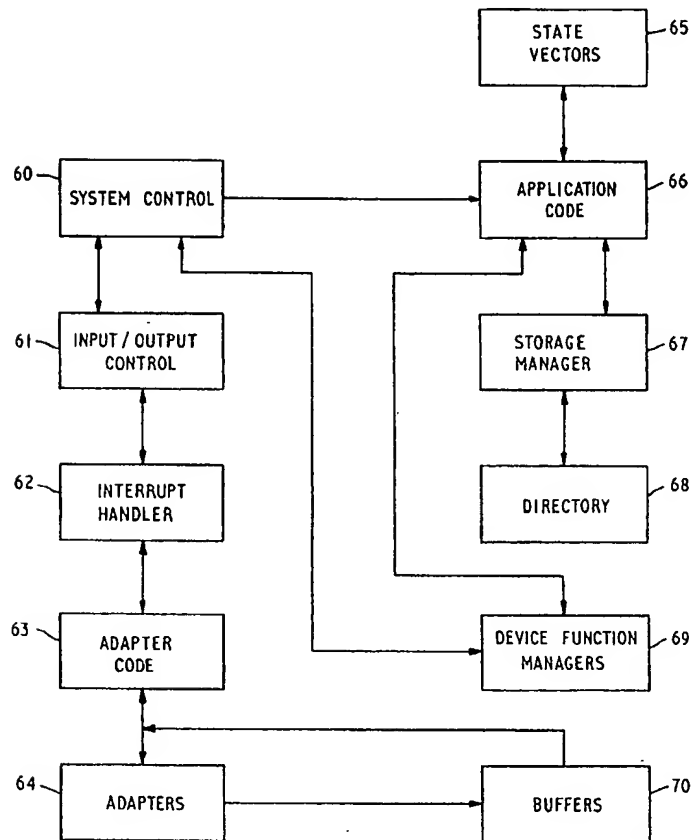 STATE
VECTORS
65
60
SYSTEM CONTROL
APPLICATION
CODE
66
61
INPUT / OUTPUT
CONTROL
STORAGE
MANAGER
67
62
INTERRUPT
HANDLER
DIRECTORY
68
63
ADAPTER
CODE
DEVICE FUNCTION
MANAGERS
69
64
ADAPTERS
BUFFERS
70